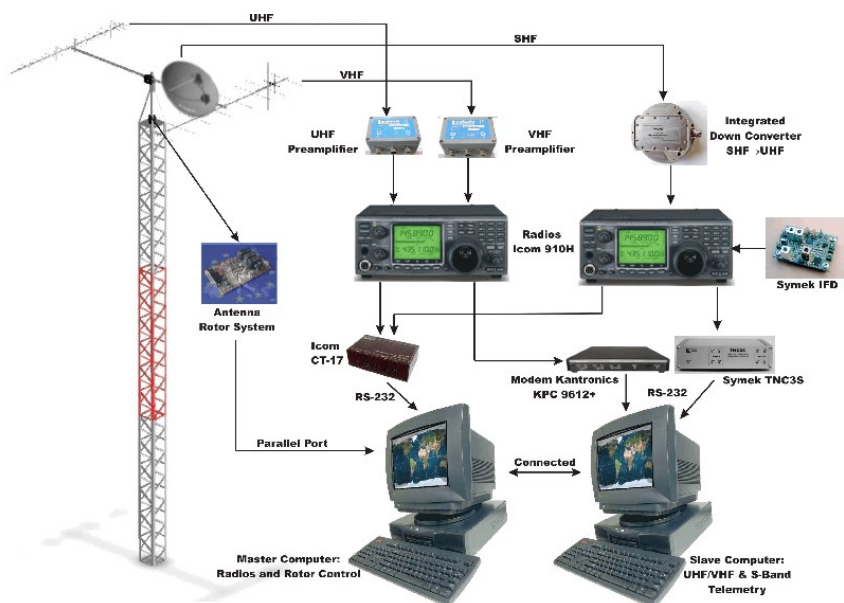 UHF
SHF
VHF
UHF
Preamplifier
VHF
Preamplifier
Integrated
Down Converter
SHF >UHF
Radios
Icom 910H
Symek IFD
Antenna
Rotor System
Icom
CT-17
Modem Kantronics
KPC 9612+
RS-232
Symek TNC3S
RS-232
Parallel Port
Connected
Master Computer:
Radios and Rotor Control
Slave Computer:
UHF/VHF & S-Band
Telemetry